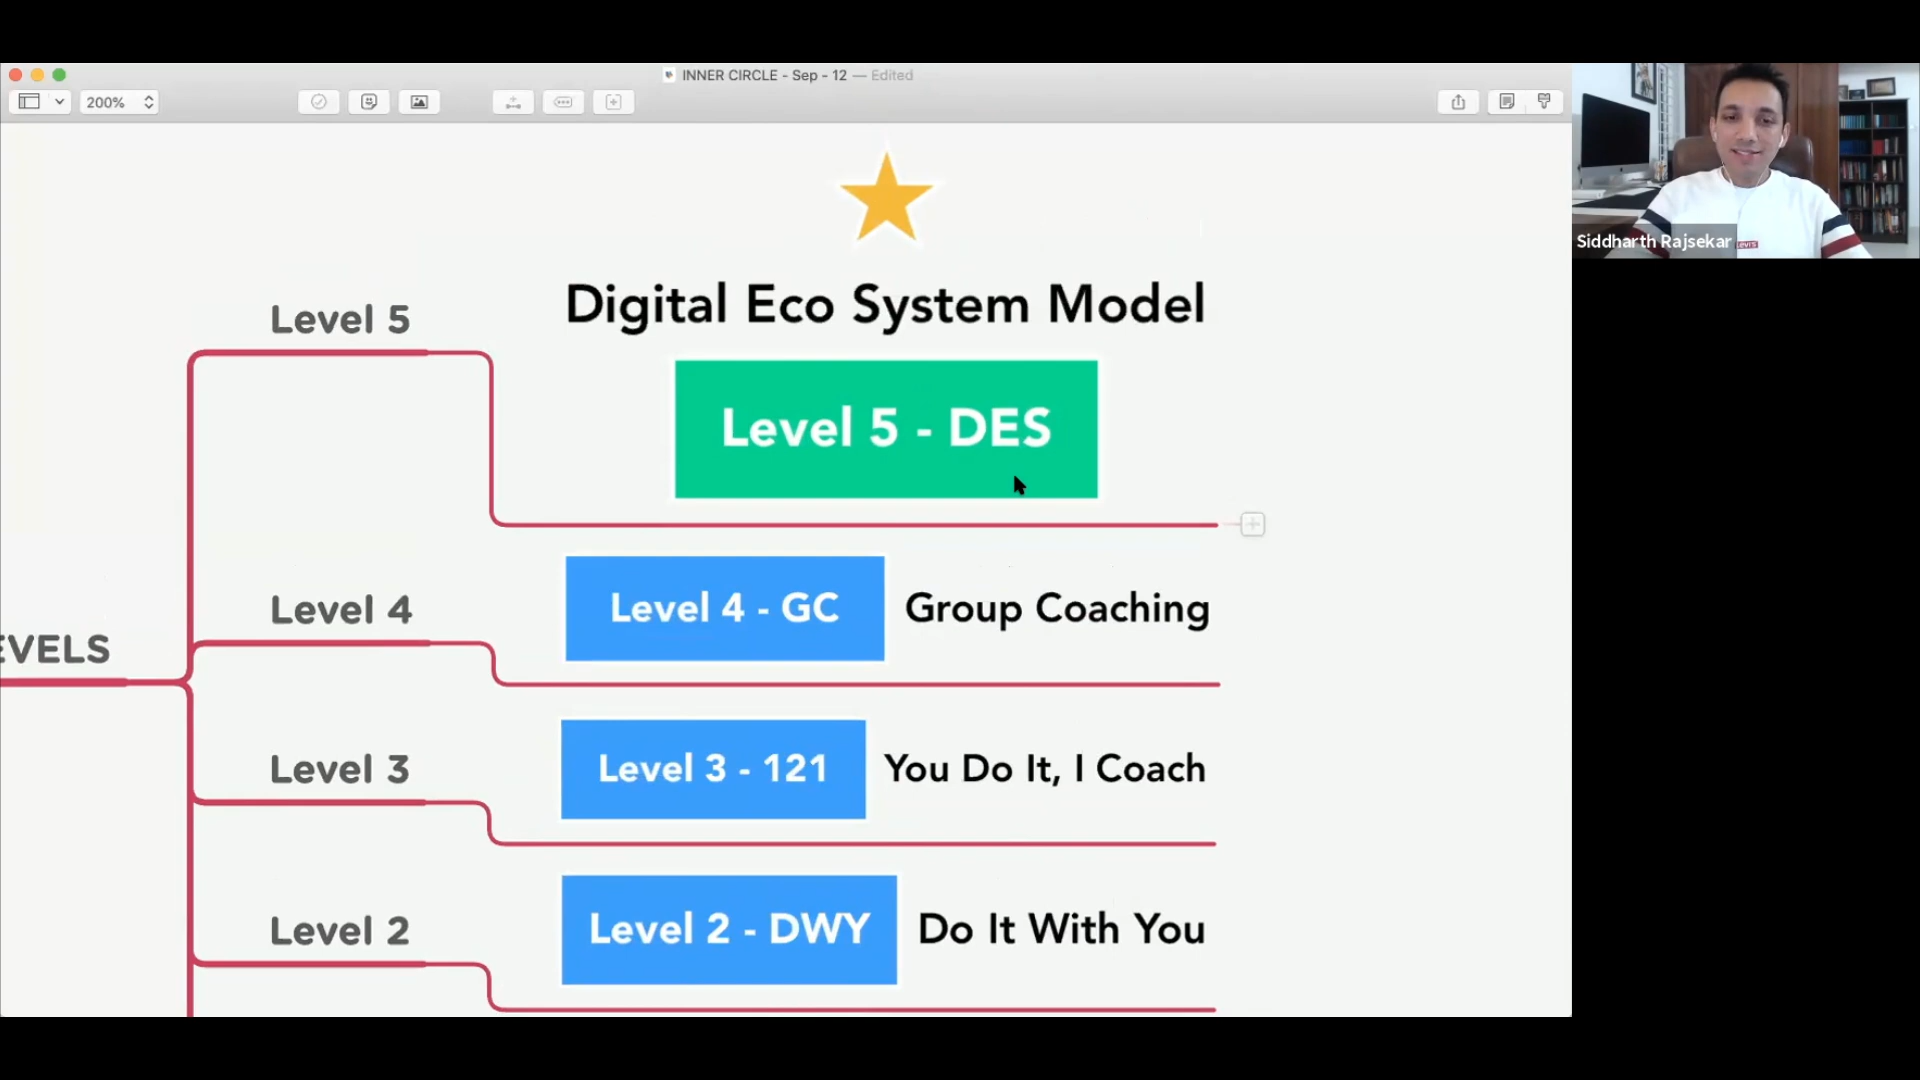 INNER CIRCLE - Sep - 12 — Edited
200%
Siddharth Rajsekar
Levi's
Level 5
Digital Eco System Model
Level 5 - DES
Level 4
Level 4 - GC
Group Coaching
EVELS
Level 3
Level 3 - 121
You Do It, I Coach
Level 2
Level 2 - DWY
Do It With You